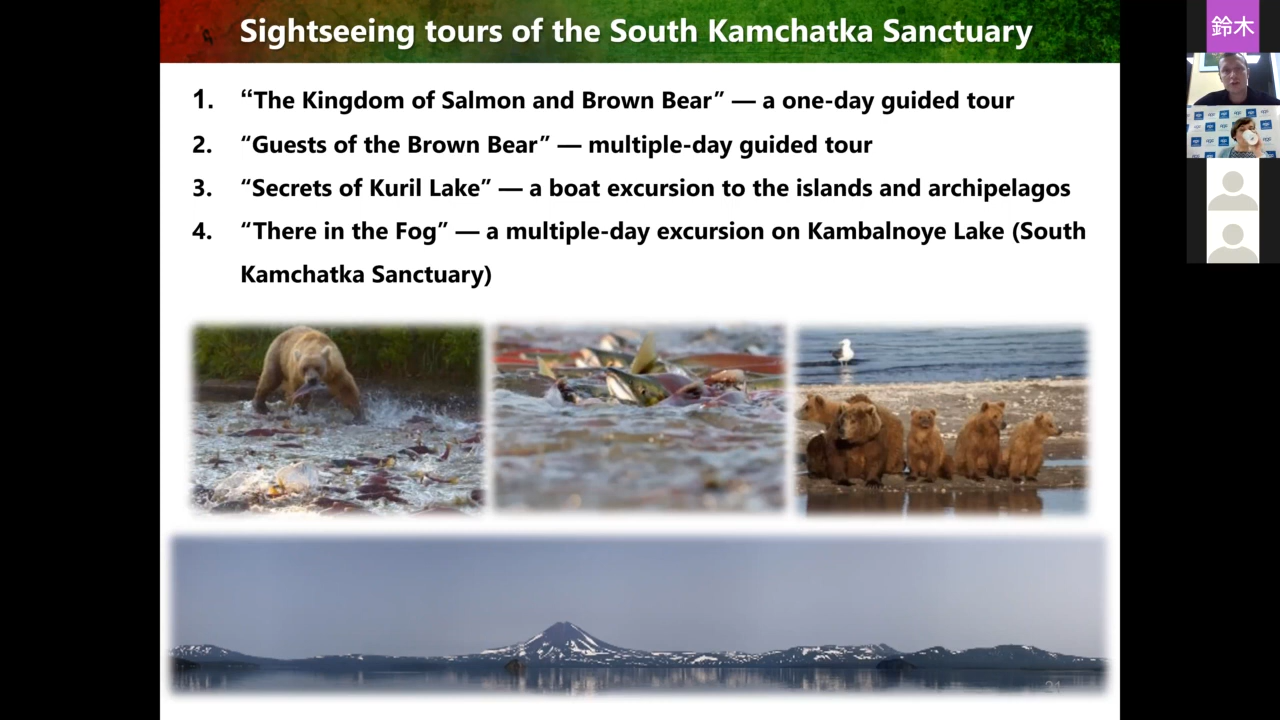 Sightseeing tours of the South Kamchatka Sanctuary
1. “The Kingdom of Salmon and Brown Bear” — a one-day guided tour
2. “Guests of the Brown Bear” — multiple-day guided tour
3. “Secrets of Kuril Lake” — a boat excursion to the islands and archipelagos
4. “There in the Fog” — a multiple-day excursion on Kambalnoye Lake (South
Kamchatka Sanctuary)
21
鈴木